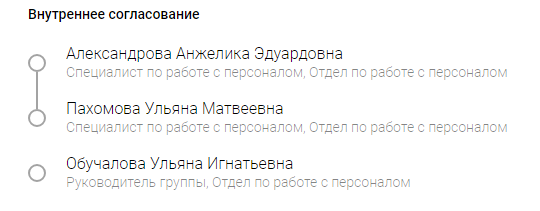 Внутреннее согласование
Александрова Анжелика Эдуардовна
Специалист по работе с персоналом, Отдел по работе с персоналом
Пахомова Ульяна Матвеевна
Специалист по работе с персоналом, Отдел по работе с персоналом
Обучалова Ульяна Игнатьевна
Руководитель группы, Отдел по работе с персоналом